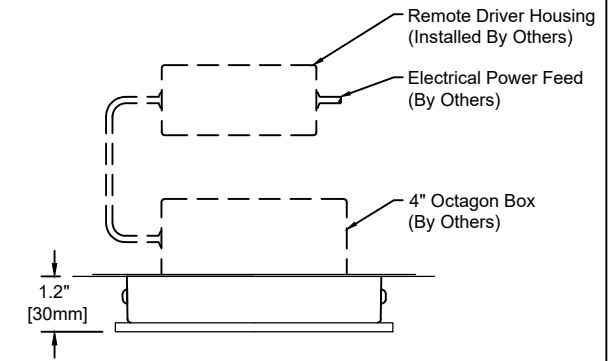 Remote Driver Housing
(Installed By Others)
Electrical Power Feed
(By Others)
4" Octagon Box
(By Others)
1.2"
[30mm]